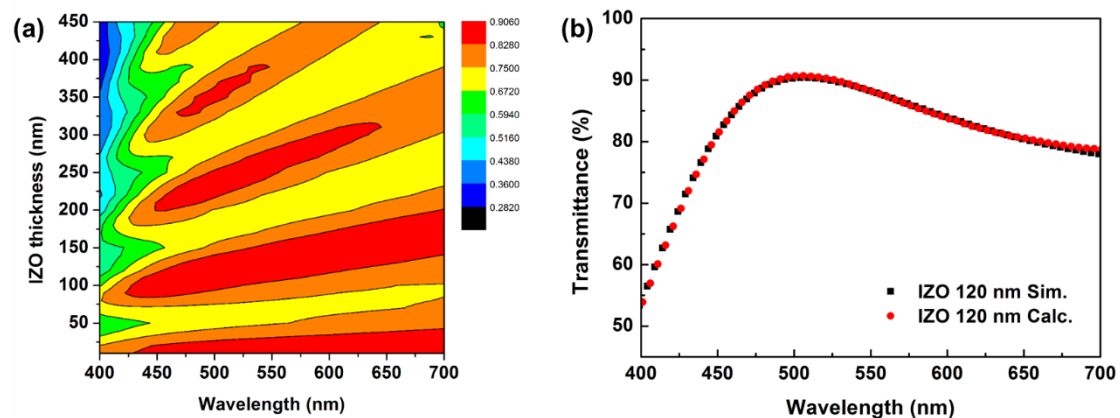 (a)
IZO thickness (nm)
450
400
350
300
250
200
150
100
50
400 450 500 550 600 650 700
Wavelength (nm)
0.9060
0.8280
0.7500
0.6720
0.5940
0.5160
0.4380
0.3600
0.2820
(b)
Transmittance (%)
100
90
80
70
60
50
IZO 120 nm Sim.
IZO 120 nm Calc.
400 450 500 550 600 650 700
Wavelength (nm)